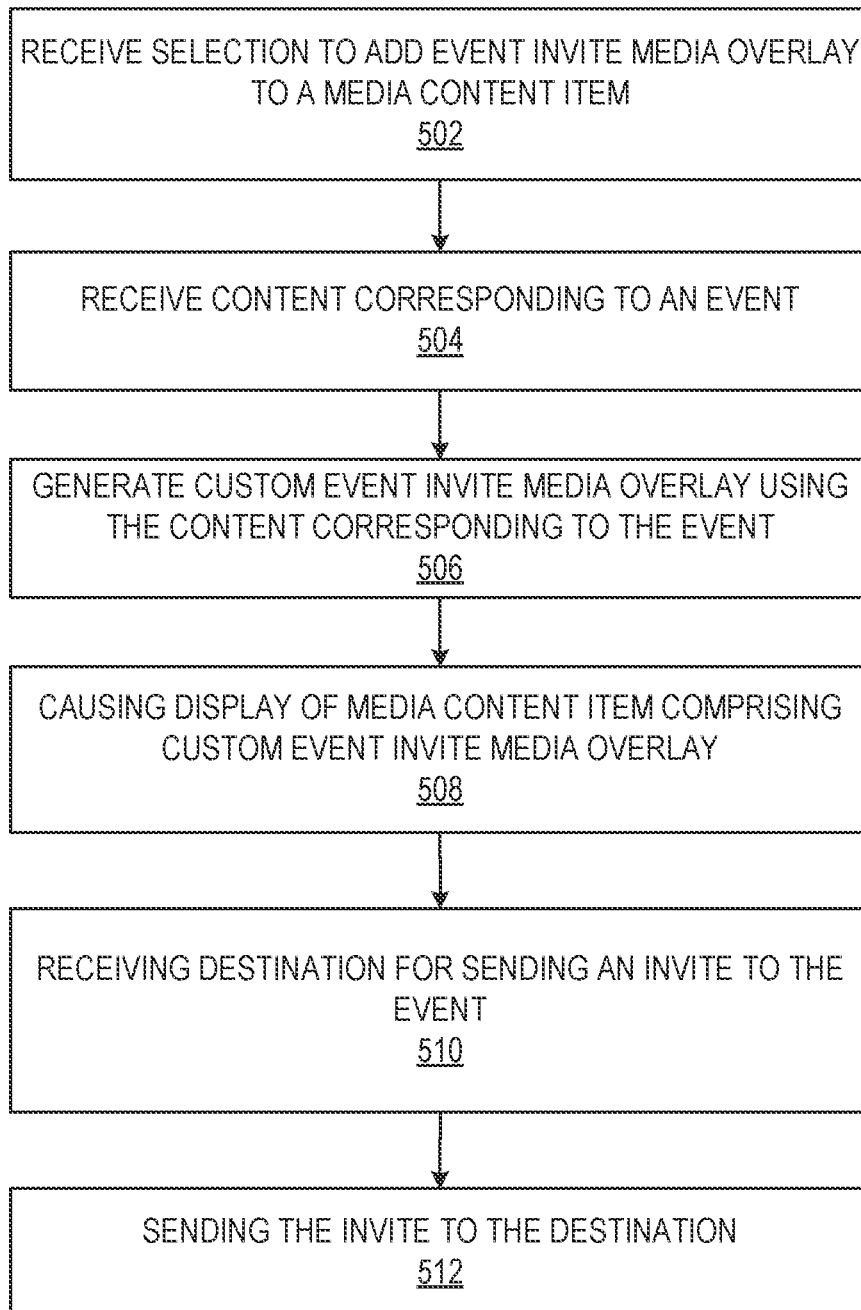 RECEIVE SELECTION TO ADD EVENT INVITE MEDIA OVERLAY
TO A MEDIA CONTENT ITEM
502
RECEIVE CONTENT CORRESPONDING TO AN EVENT
504
GENERATE CUSTOM EVENT INVITE MEDIA OVERLAY USING
THE CONTENT CORRESPONDING TO THE EVENT
506
CAUSING DISPLAY OF MEDIA CONTENT ITEM COMPRISING
CUSTOM EVENT INVITE MEDIA OVERLAY
508
RECEIVING DESTINATION FOR SENDING AN INVITE TO THE
EVENT
510
SENDING THE INVITE TO THE DESTINATION
512